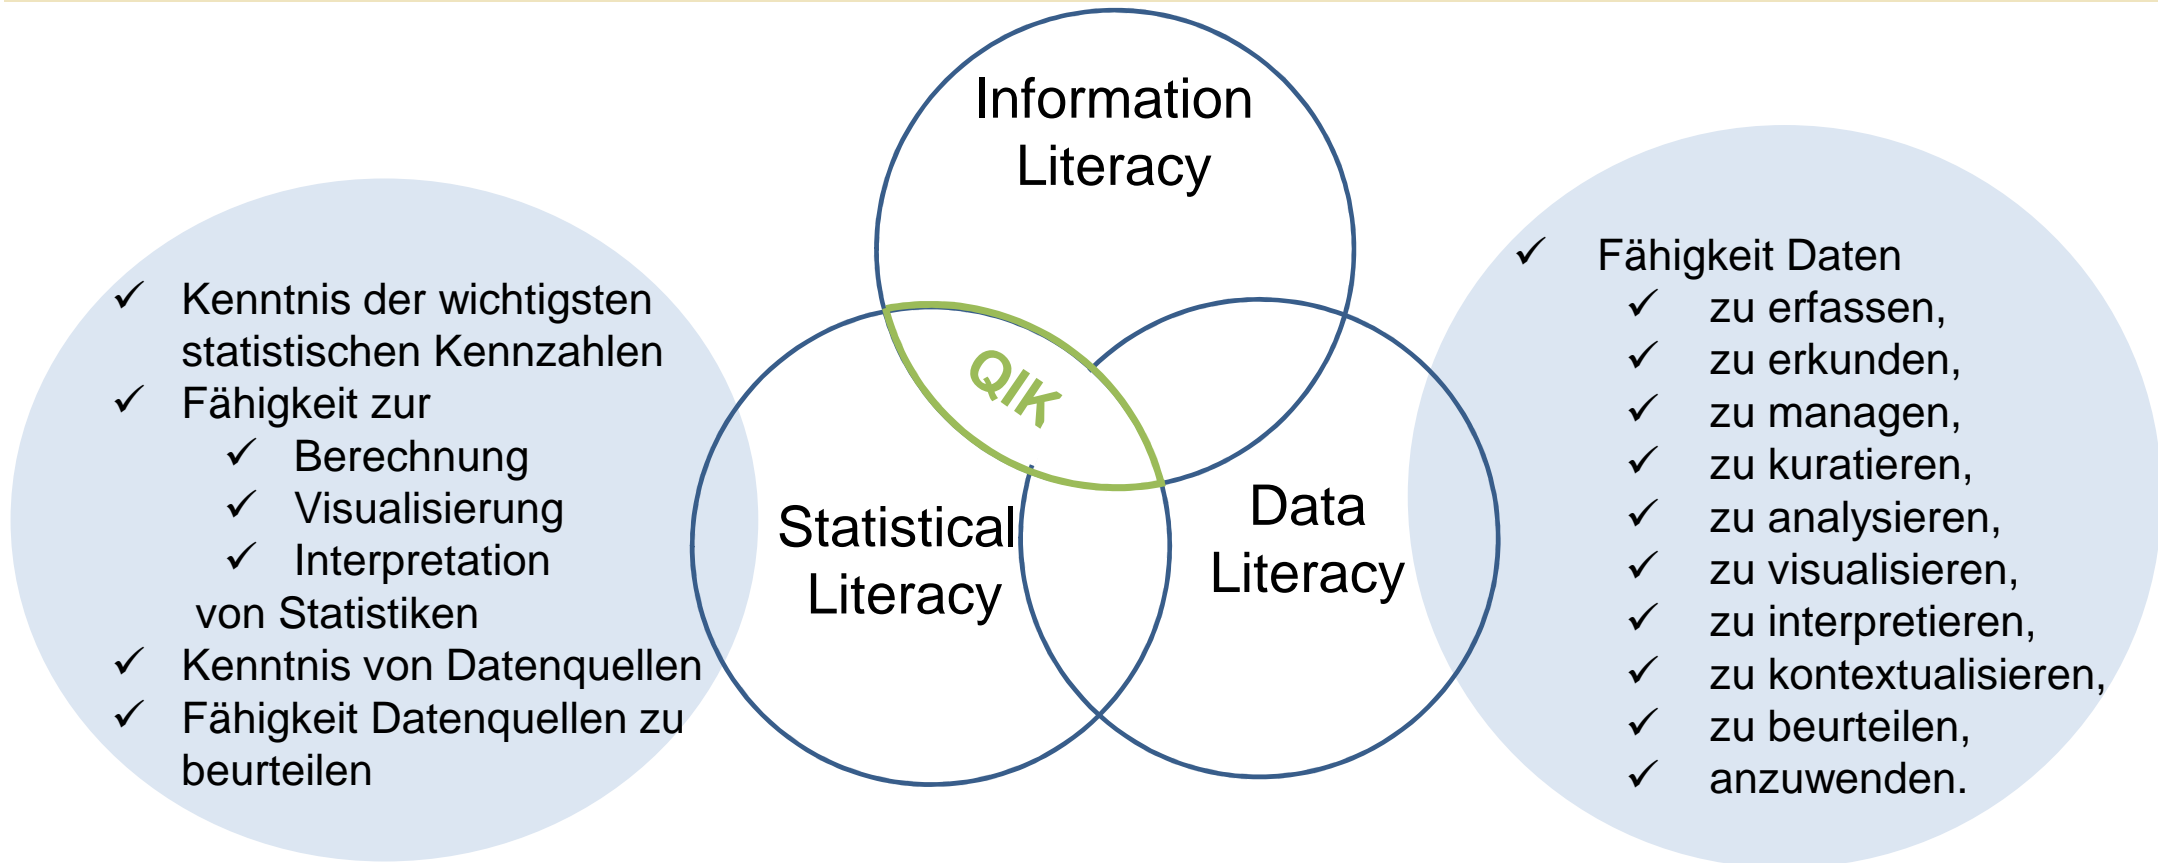 Information
Literacy
✓ Kenntnis der wichtigsten
statistischen Kennzahlen
✓ Fähigkeit zur
✓ Berechnung
✓ Visualisierung
✓ Interpretation
von Statistiken
✓ Kenntnis von Datenquellen
✓ Fähigkeit Datenquellen zu
beurteilen
QIK
Statistical
Literacy
Data
Literacy
✓ Fähigkeit Daten
✓ zu erfassen,
✓ zu erkunden,
✓ zu managen,
✓ zu kuratieren,
✓ zu analysieren,
✓ zu visualisieren,
✓ zu interpretieren,
✓ zu kontextualisieren,
✓ zu beurteilen,
✓ anzuwenden.